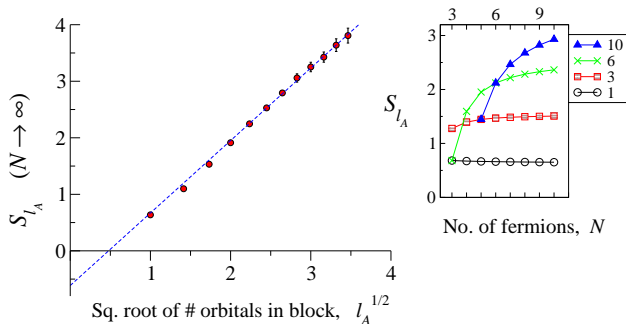 4
3
2
1
0
1 2 3 4
S_{l_A} (N → ∞)
Sq. root of # orbitals in block, l_A^{1/2}
3 6 9
3
2
1
0
S_{l_A}
No. of fermions, N
10
6
3
1